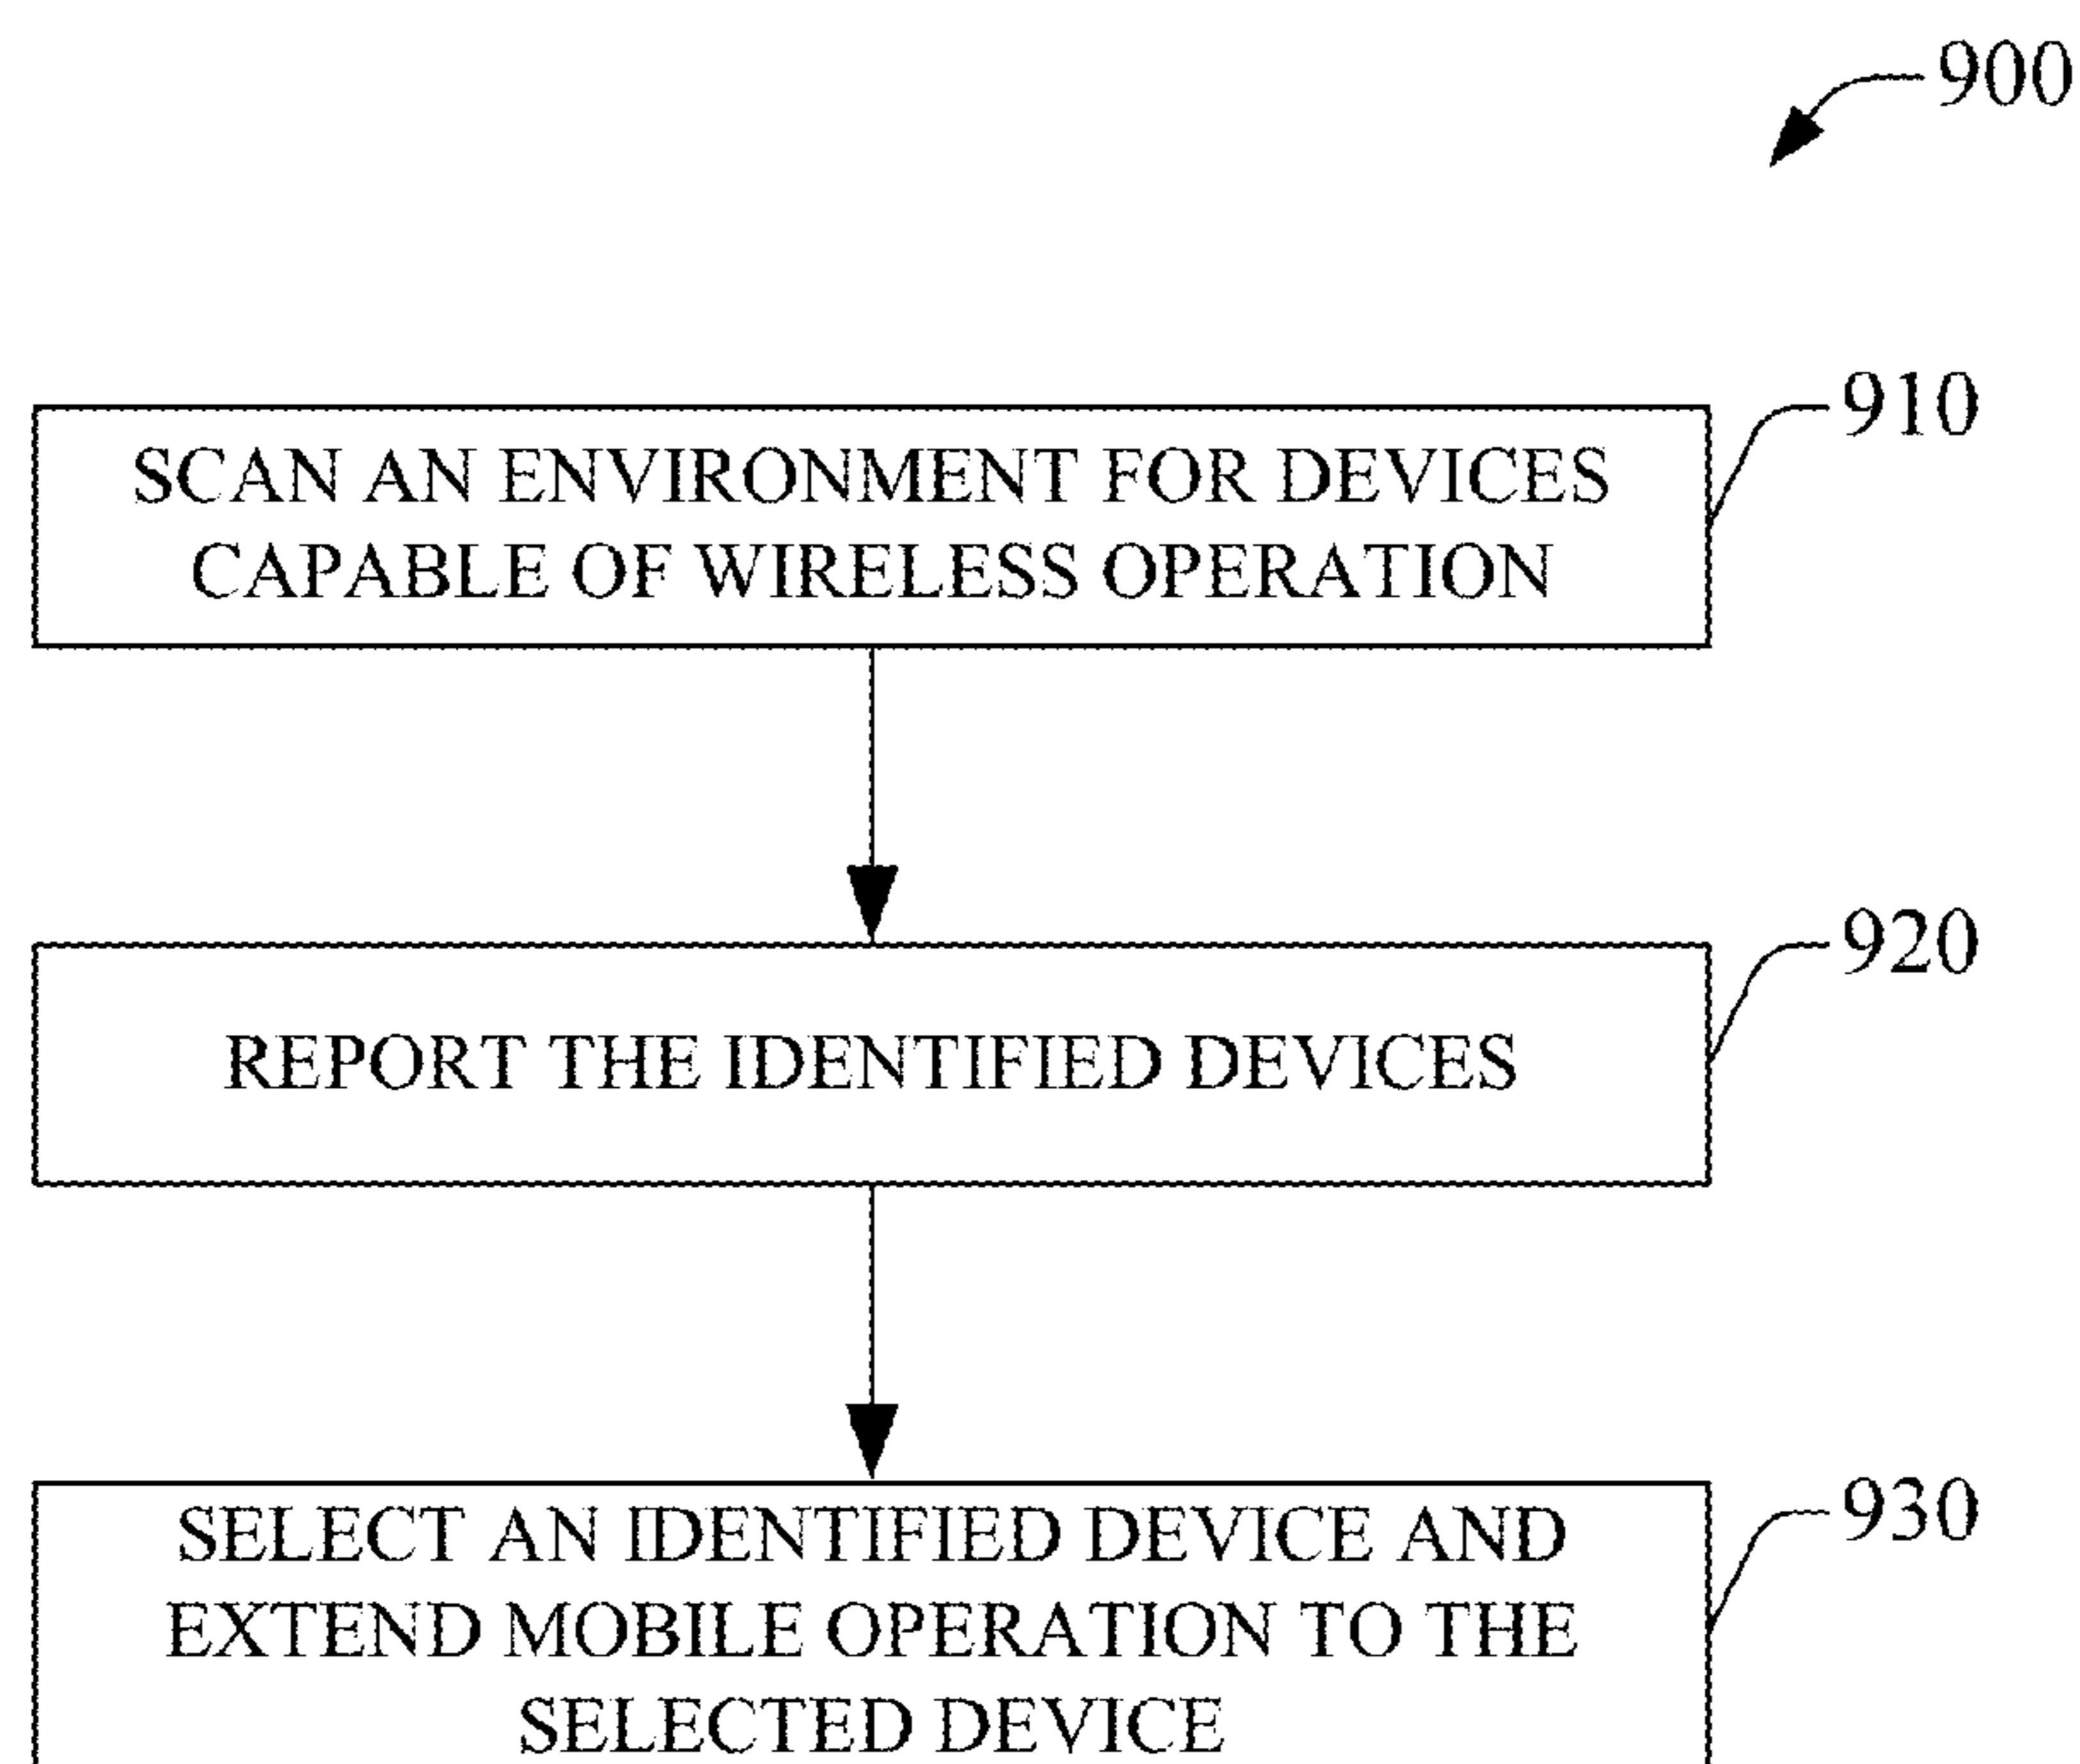 900
910
SCAN AN ENVIRONMENT FOR DEVICES
CAPABLE OF WIRELESS OPERATION
920
REPORT THE IDENTIFIED DEVICES
930
SELECT AN IDENTIFIED DEVICE AND
EXTEND MOBILE OPERATION TO THE
SELECTED DEVICE